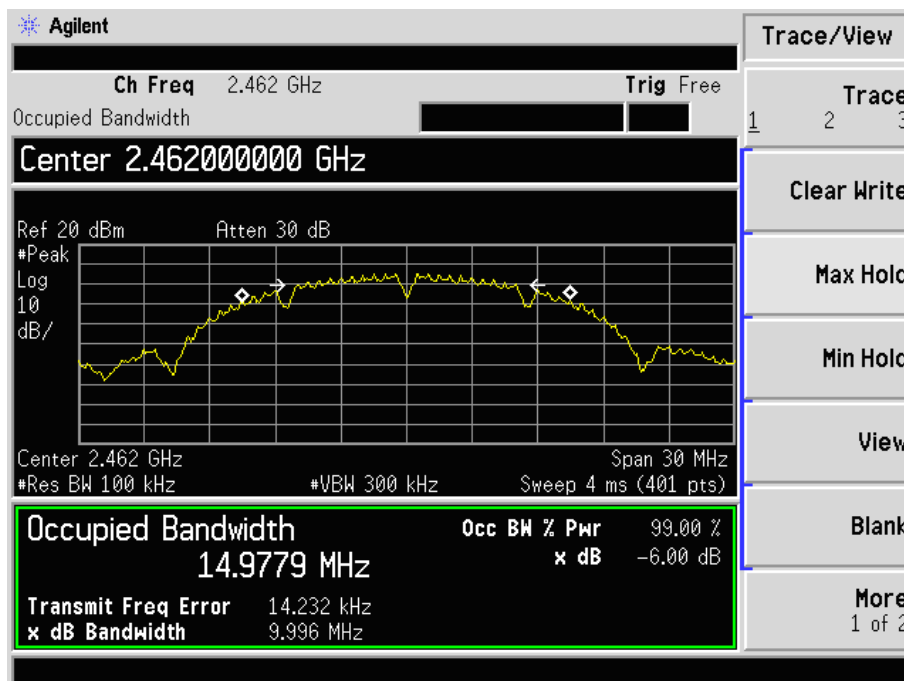 Agilent
Trace/View
Ch Freq 2.462 GHz Trig Free
Occupied Bandwidth
Trace
1 2 3
Center 2.462000000 GHz
Clear Write
Ref 20 dBm Atten 30 dB
#Peak
Log
10
dB/
Max Hold
Min Hold
View
Center 2.462 GHz Span 30 MHz
#Res BW 100 kHz #VBW 300 kHz Sweep 4 ms (401 pts)
Occupied Bandwidth
14.9779 MHz
Occ BW % Pwr 99.00 %
x dB -6.00 dB
Blank
Transmit Freq Error 14.232 kHz
x dB Bandwidth 9.996 MHz
More
1 of 2